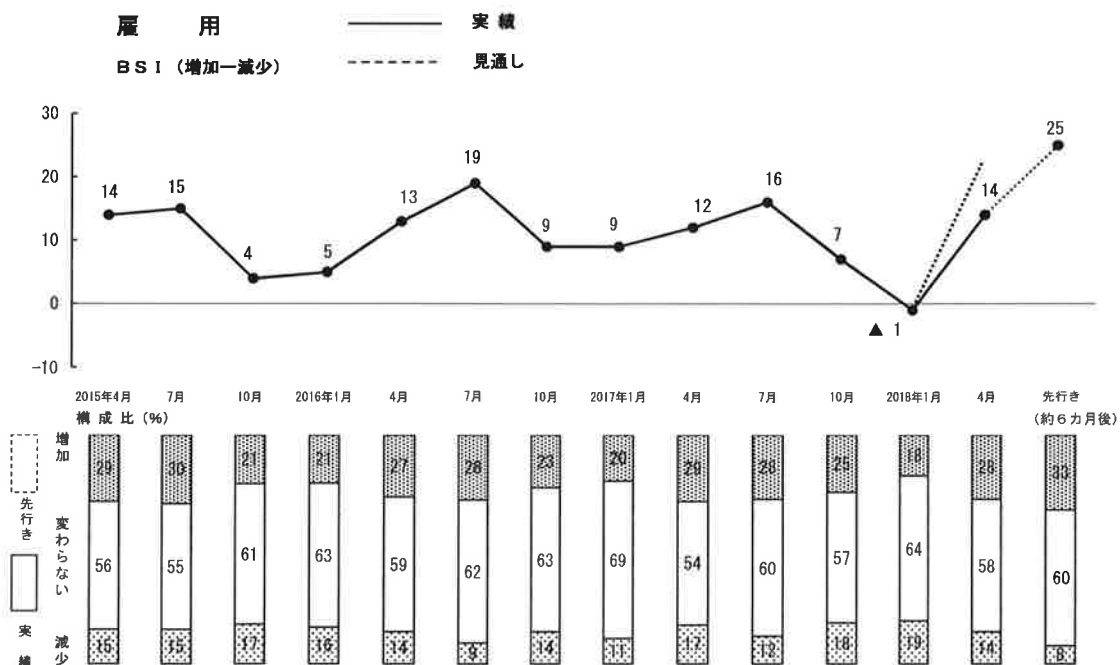 雇 用
実 績
BSI（増加ー減少）
見通し
30
20
10
0
-10
14 15 4 5 13 19 9 9 12 16 7 ▲ 1 14 25
2015年4月 7月 10月 2016年1月 4月 7月 10月 2017年1月 4月 7月 10月 2018年1月 4月 先行き
(約6カ月後)
構 成 比 (%)
増加
29 30 21 21 27 28 23 20 29 28 25 18 28 33
先行き
変わらない
56 55 61 63 59 62 63 69 54 60 57 64 58 60
実績
減少
15 15 17 16 14 9 14 11 17 12 18 19 14 8